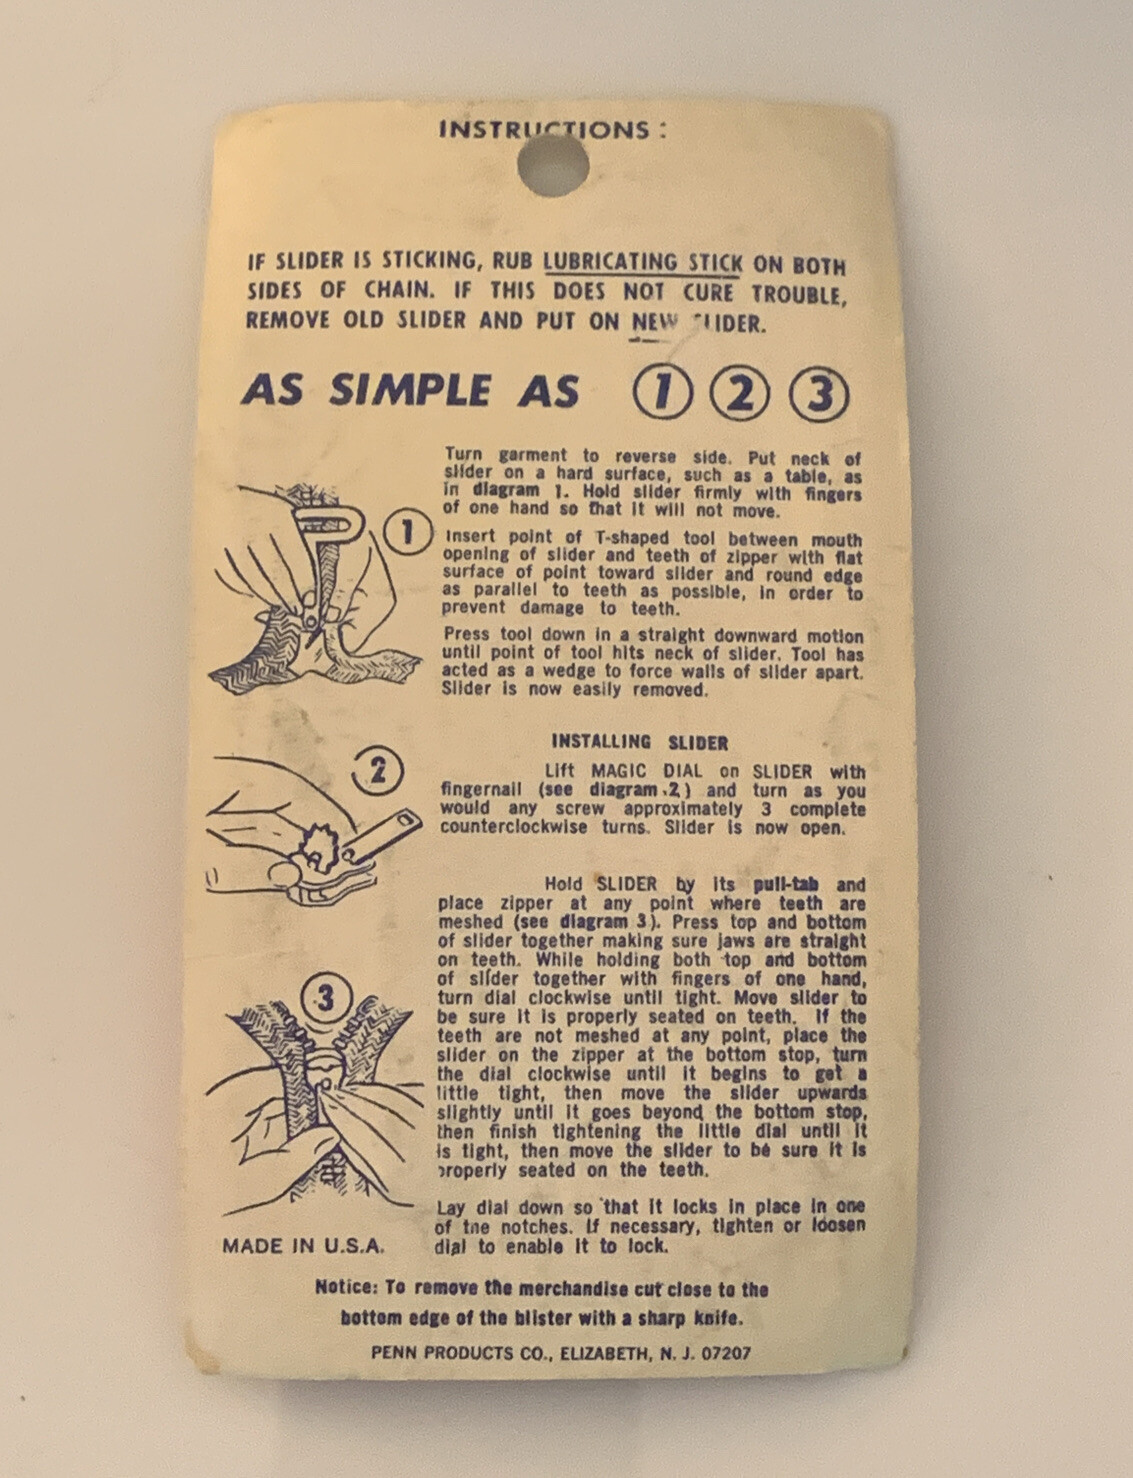 INSTRUCTIONS :
IF SLIDER IS STICKING, RUB LUBRICATING STICK ON BOTH
SIDES OF CHAIN. IF THIS DOES NOT CURE TROUBLE,
REMOVE OLD SLIDER AND PUT ON NEW SLIDER.
AS SIMPLE AS 1 2 3
Turn garment to reverse side. Put neck of
slider on a hard surface, such as a table, as
in diagram 1. Hold slider firmly with fingers
of one hand so that it will not move.
1
Insert point of T-shaped tool between mouth
opening of slider and teeth of zipper with flat
surface of point toward slider and round edge
as parallel to teeth as possible, in order to
prevent damage to teeth.
Press tool down in a straight downward motion
until point of tool hits neck of slider. Tool has
acted as a wedge to force walls of slider apart.
Slider is now easily removed.
INSTALLING SLIDER
2
Lift MAGIC DIAL on SLIDER with
fingernail (see diagram 2) and turn as you
would any screw approximately 3 complete
counterclockwise turns. Slider is now open.
Hold SLIDER by its pull-tab and
place zipper at any point where teeth are
meshed (see diagram 3). Press top and bottom
of slider together making sure jaws are straight
on teeth. While holding both top and bottom
of slider together with fingers of one hand,
3
turn dial clockwise until tight. Move slider to
be sure it is properly seated on teeth. If the
teeth are not meshed at any point, place the
slider on the zipper at the bottom stop, turn
the dial clockwise until it begins to get a
little tight, then move the slider upwards
slightly until it goes beyond the bottom stop,
then finish tightening the little dial until it
is tight, then move the slider to be sure it is
properly seated on the teeth.
Lay dial down so that it locks in place in one
of the notches. If necessary, tighten or loosen
dial to enable it to lock.
MADE IN U.S.A.
Notice: To remove the merchandise cut close to the
bottom edge of the blister with a sharp knife.
PENN PRODUCTS CO., ELIZABETH, N. J. 07207